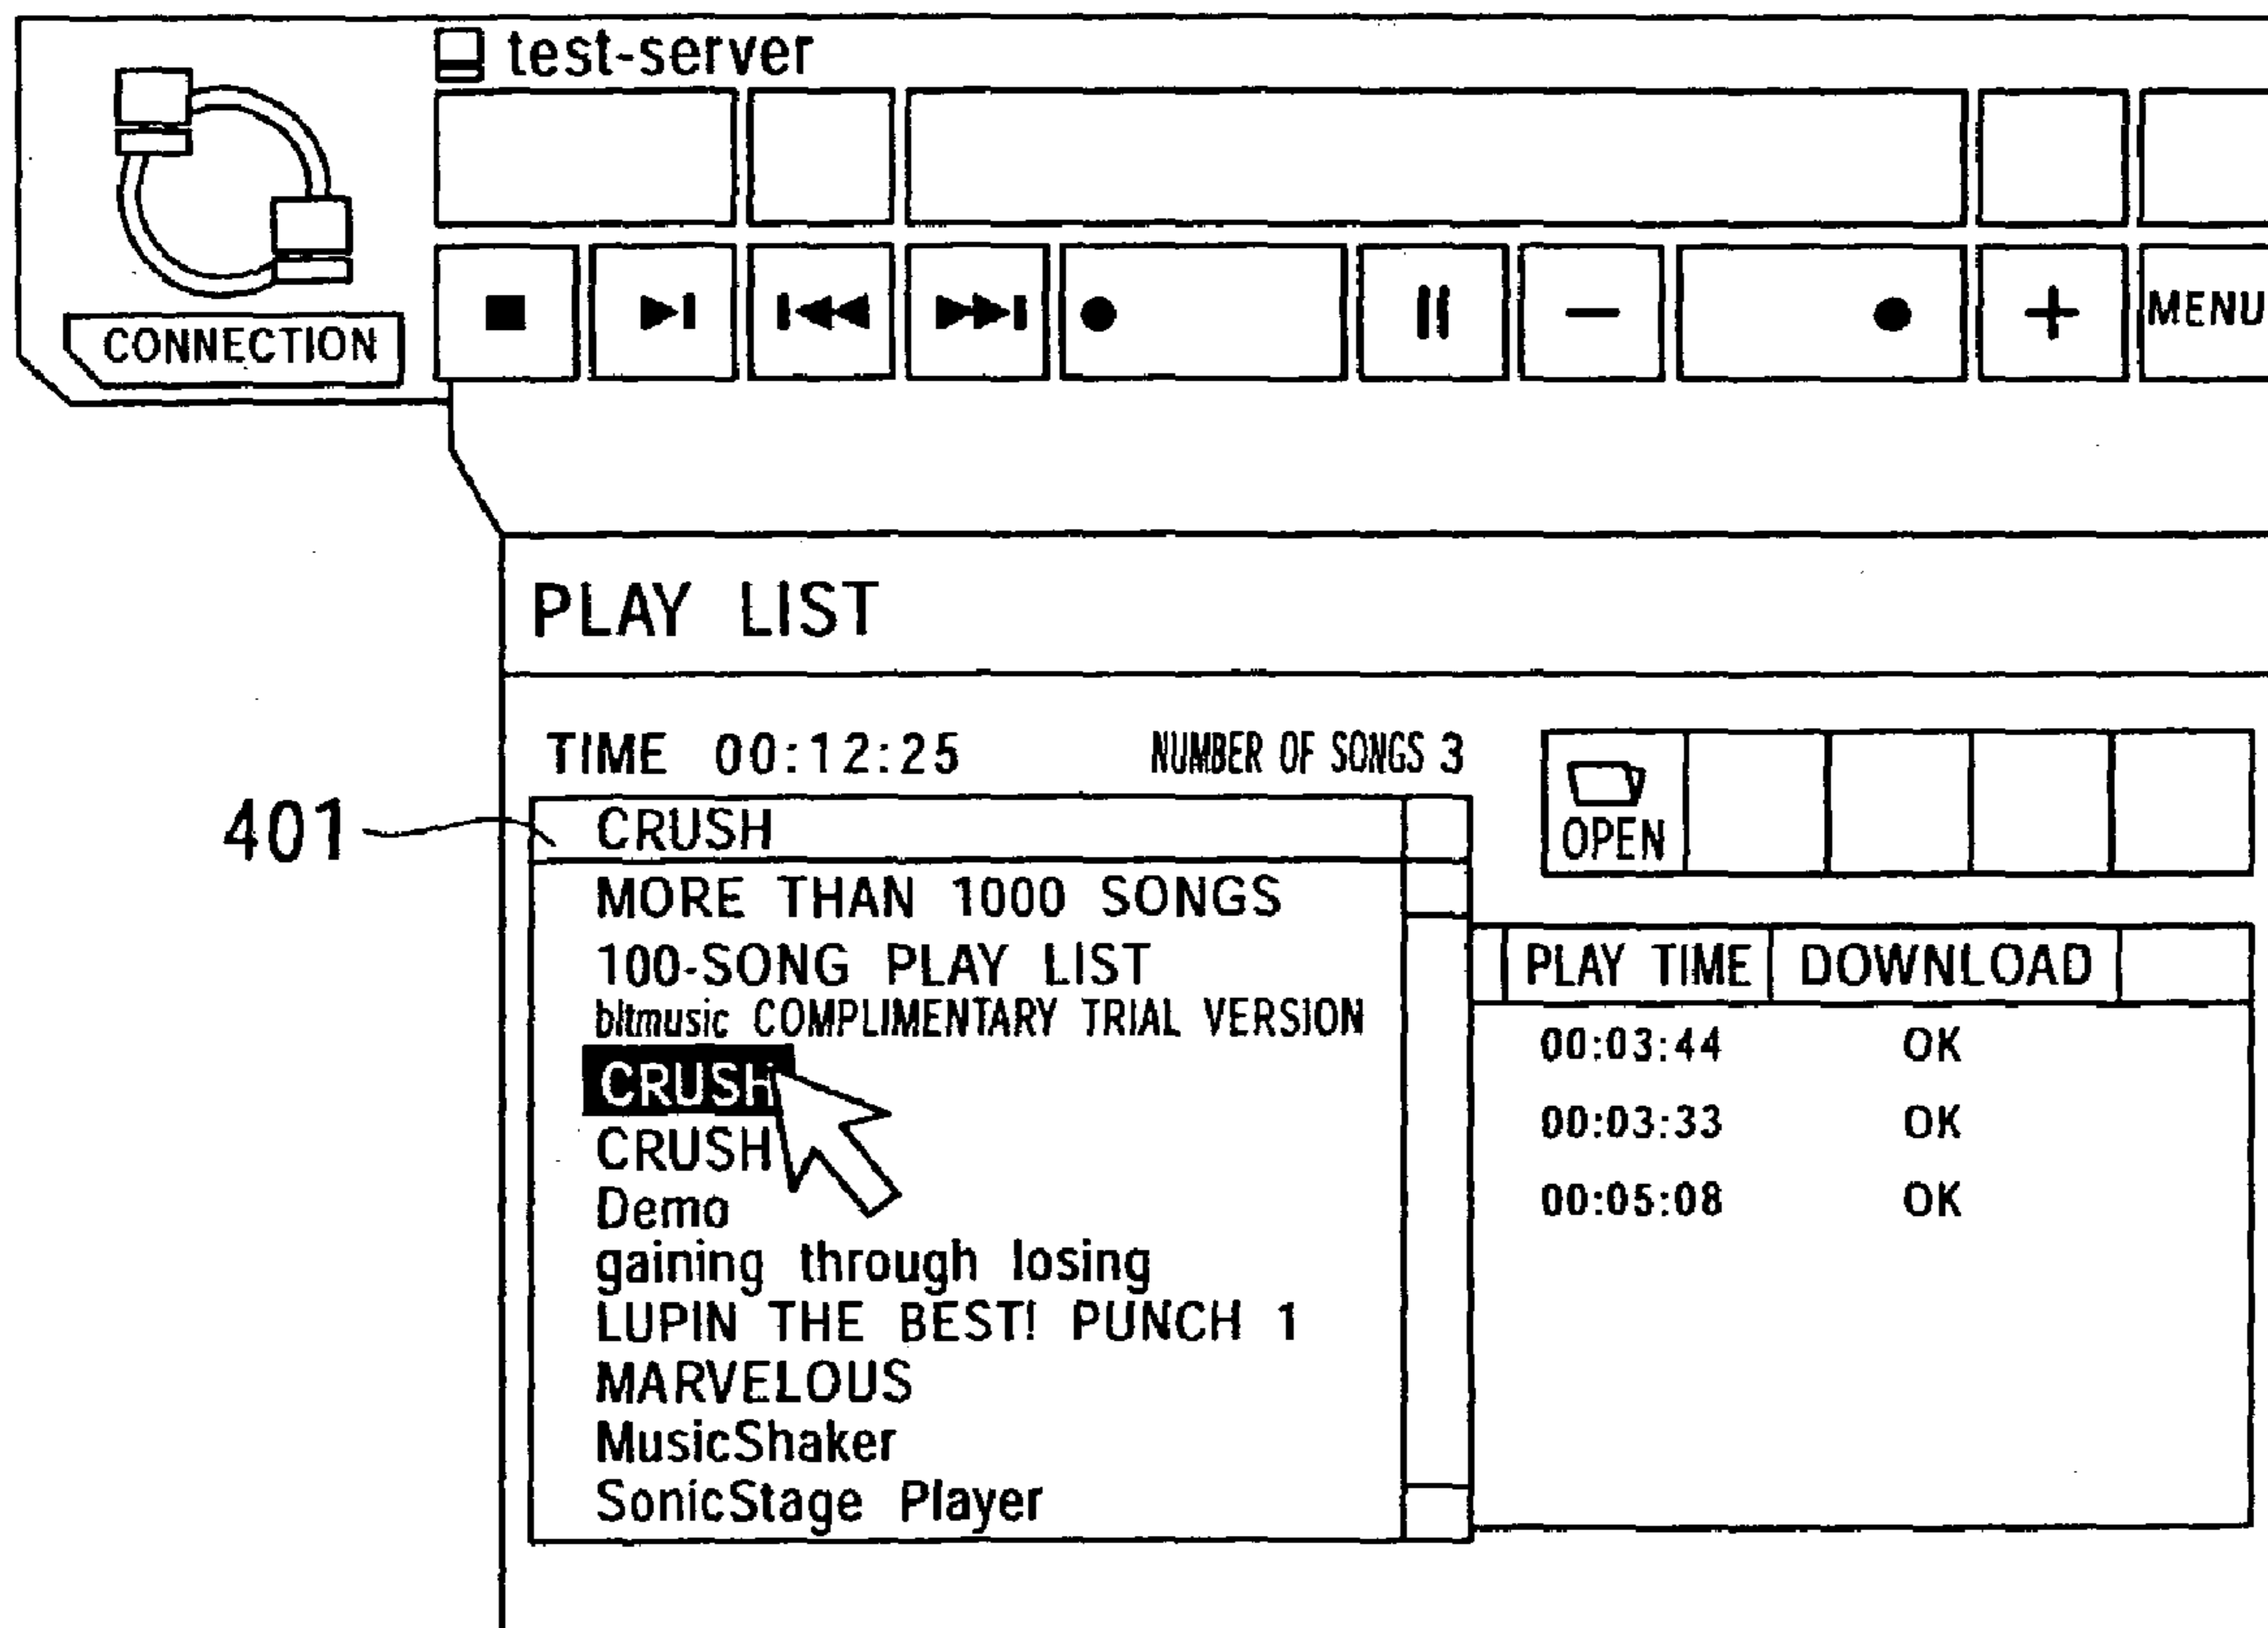 test-server
CONNECTION
MENU
PLAY LIST
TIME 00:12:25 NUMBER OF SONGS 3
OPEN
401
CRUSH
MORE THAN 1000 SONGS
100-SONG PLAY LIST
bitmusic COMPLIMENTARY TRIAL VERSION
CRUSH
CRUSH
Demo
gaining through losing
LUPIN THE BEST! PUNCH 1
MARVELOUS
MusicShaker
SonicStage Player
PLAY TIME DOWNLOAD
00:03:44 OK
00:03:33 OK
00:05:08 OK